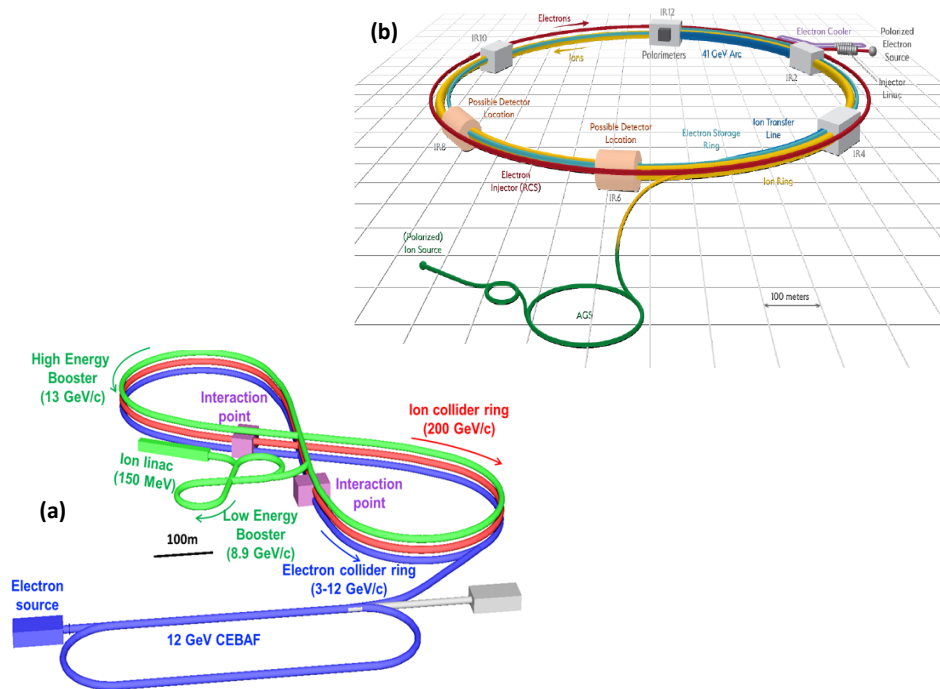 (b)
IR12
Electrons
Electron Cooler
Polarized
Electron
Source
IR10
Ions
Polarimeters
41 GeV Arc
IR2
Injector
Linac
Possible Detector
Location
Possible Detector
Location
Electron Storage
Ring
Ion Transfer
Line
IR8
IR4
Electron
Injector (RCS)
IR6
Ion Ring
(Polarized)
Ion Source
100 meters
AGS
High Energy
Booster
(13 GeV/c)
Interaction
point
Ion collider ring
(200 GeV/c)
Ion linac
(150 MeV)
Interaction
point
(a)
Low Energy
Booster
(8.9 GeV/c)
100m
Electron collider ring
(3-12 GeV/c)
Electron
source
12 GeV CEBAF